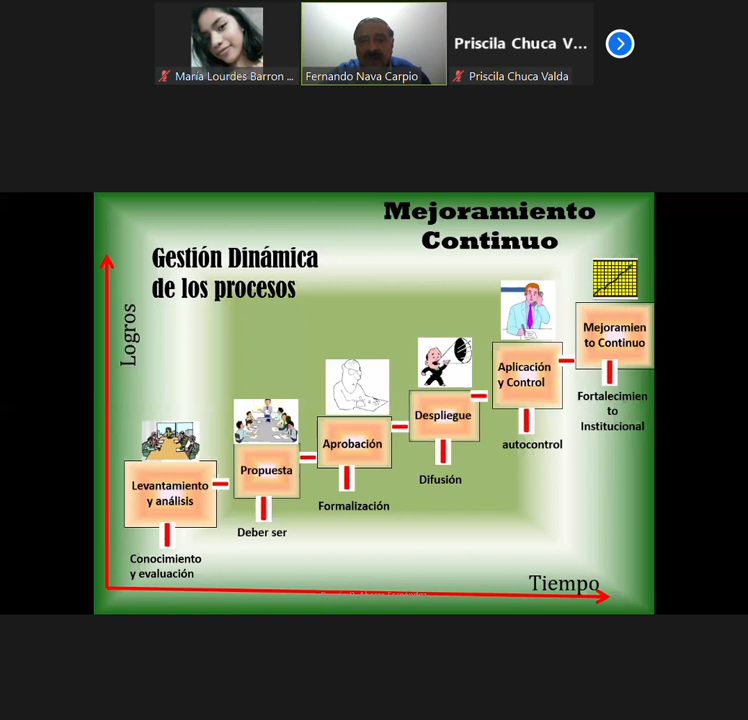 Priscila Chuca V...
María Lourdes Barron ...
Fernando Nava Carpio
Priscila Chuca Valda
Mejoramiento
Continuo
Gestión Dinámica
de los procesos
Logros
Levantamiento
y análisis
Conocimiento
y evaluación
Propuesta
Deber ser
Aprobación
Formalización
Despliegue
Difusión
Aplicación
y Control
autocontrol
Mejoramien
to Continuo
Fortalecimien
to
Institucional
Tiempo